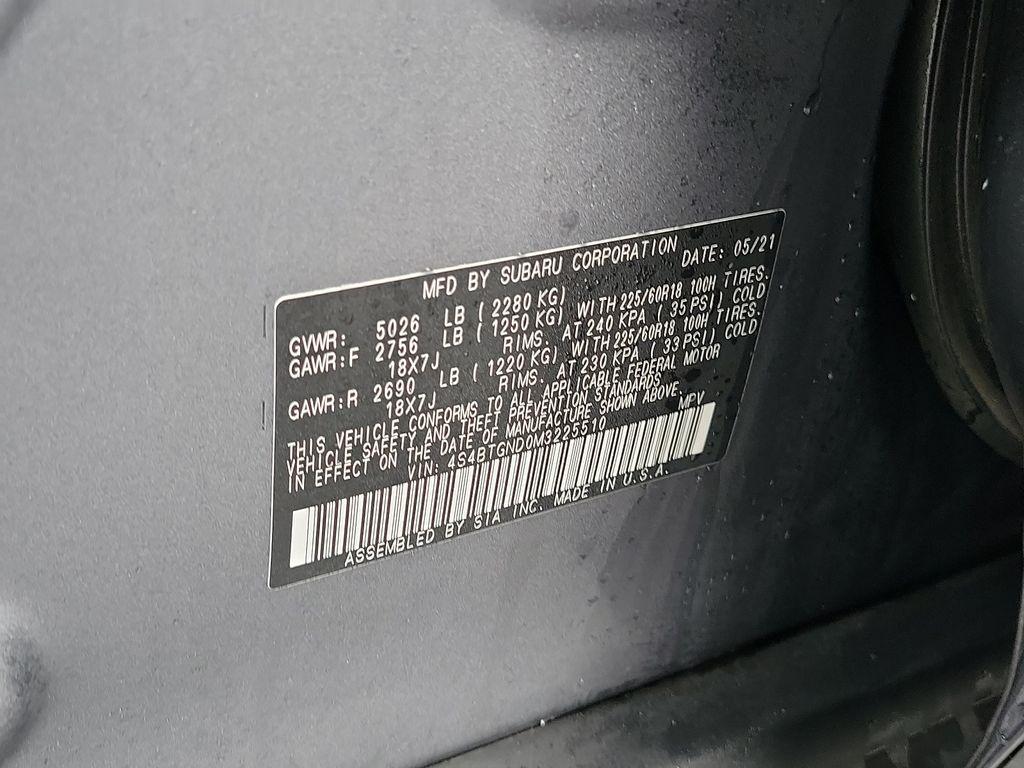 MFD BY SUBARU CORPORATION DATE: 05/21
GVWR: 5026 LB ( 2280 KG)
GAWR:F 2756 LB ( 1250 KG) WITH 225/60R18 100H TIRES.
18X7J RIMS. AT 240 KPA ( 35 PSI) COLD
GAWR:R 2690 LB ( 1220 KG) WITH 225/60R18 100H TIRES.
18X7J RIMS. AT 230 KPA ( 33 PSI) COLD
THIS VEHICLE CONFORMS TO ALL APPLICABLE FEDERAL MOTOR
VEHICLE SAFETY AND THEFT PREVENTION STANDARDS
IN EFFECT ON THE DATE OF MANUFACTURE SHOWN ABOVE.
VIN: 4S4BTGND0M3225510 MPV
ASSEMBLED BY SIA INC. MADE IN U.S.A.